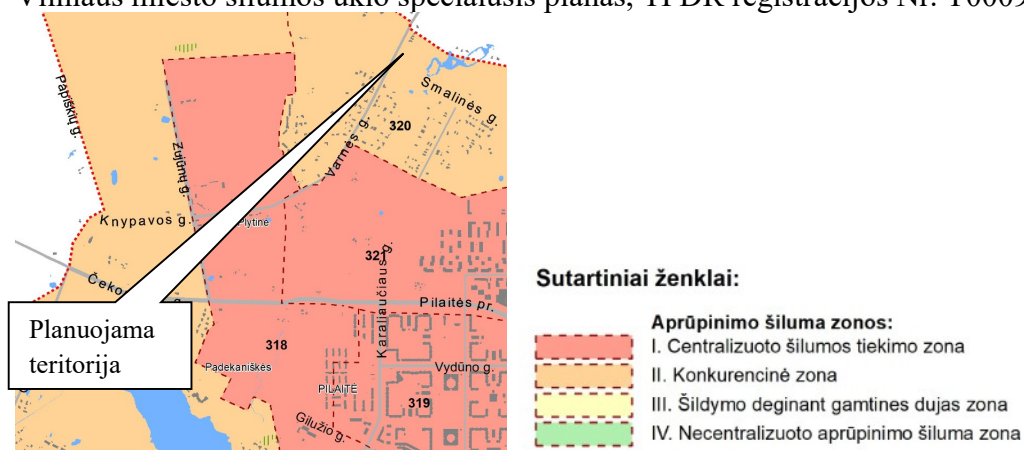 Vilniaus miesto šilumos ūkio specialusis planas, TPDR registracijos Nr. T0009
Papiškių g.
Smalinės g.
320
Varnės g.
Zujūnų g.
Knypavos g.
Plytinė
321
Karaliaučiaus g.
Pilaitės pr.
318
Padekaniškės
Vydūno g.
PILAITĖ
319
Gilužio g.
Planuojama
teritorija
Sutartiniai ženklai:
Aprūpinimo šiluma zonos:
I. Centralizuoto šilumos tiekimo zona
II. Konkurencinė zona
III. Šildymo deginant gamtines dujas zona
IV. Necentralizuoto aprūpinimo šiluma zona